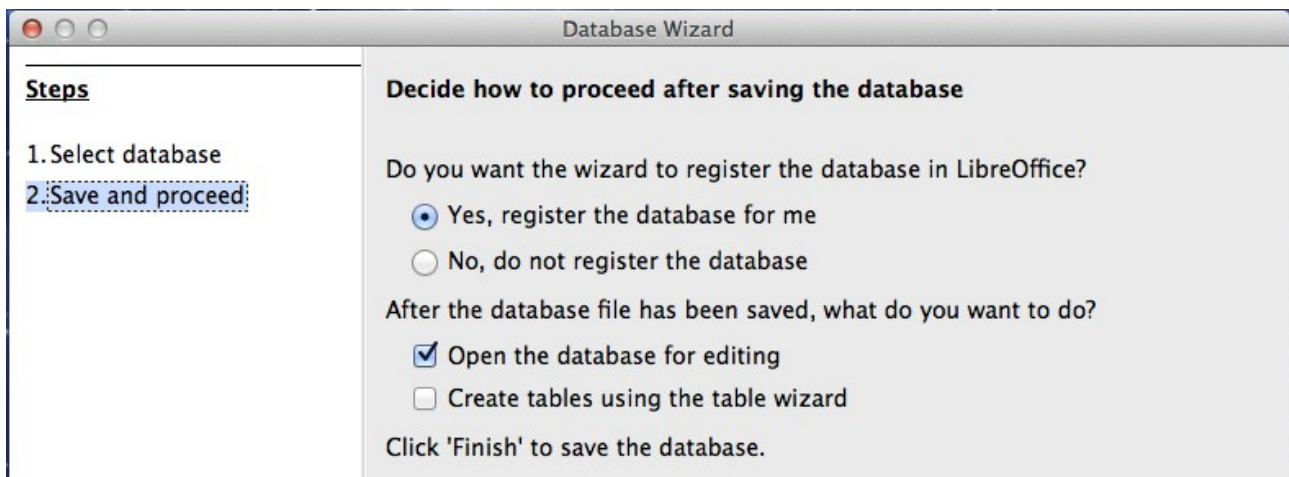 Database Wizard
Steps
1. Select database
2. Save and proceed
Decide how to proceed after saving the database
Do you want the wizard to register the database in LibreOffice?
Yes, register the database for me
No, do not register the database
After the database file has been saved, what do you want to do?
Open the database for editing
Create tables using the table wizard
Click 'Finish' to save the database.